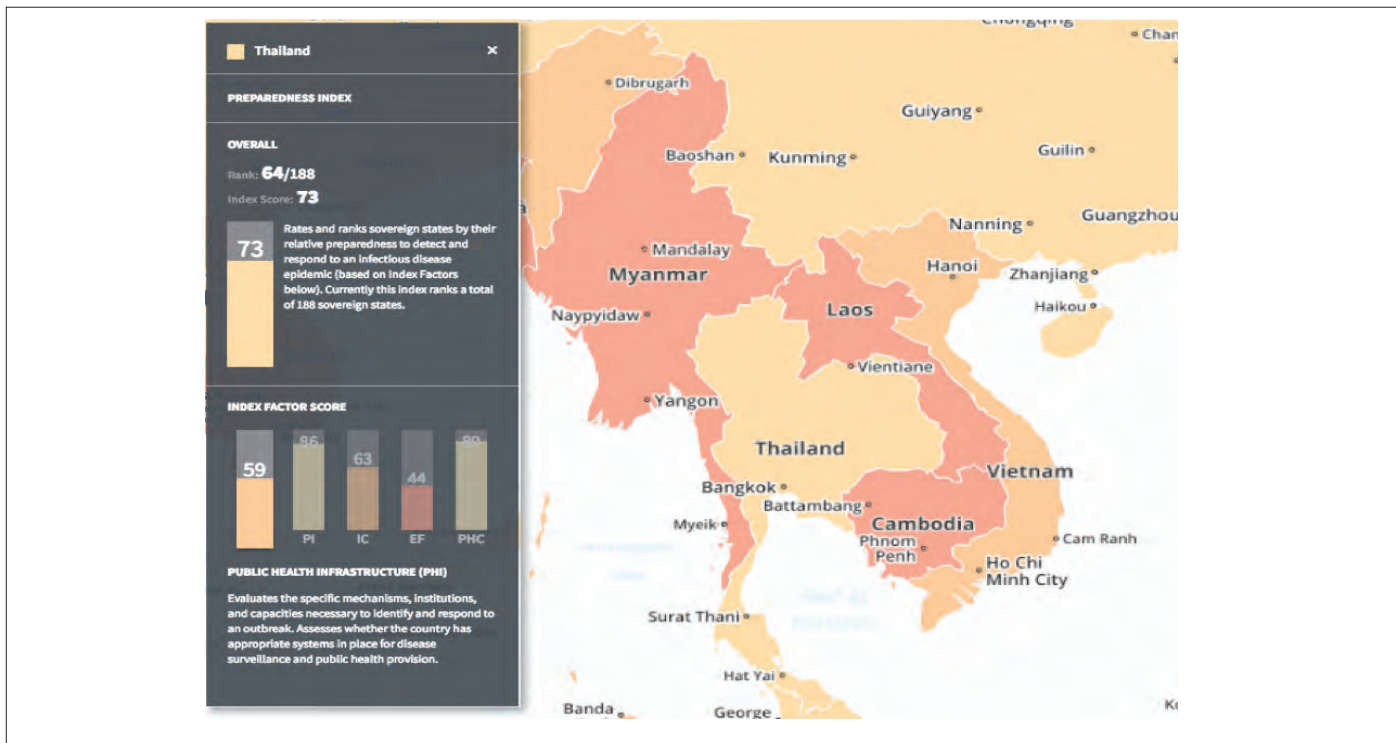 Thailand ×
PREPAREDNESS INDEX
OVERALL
Rank: 64/188
Index Score: 73
73
Rates and ranks sovereign states by their
relative preparedness to detect and
respond to an infectious disease
epidemic (based on Index Factors
below). Currently this index ranks a total
of 188 sovereign states.
INDEX FACTOR SCORE
59
63
44
PI
IC
EF
PHC
PUBLIC HEALTH INFRASTRUCTURE (PHI)
Evaluates the specific mechanisms, institutions,
and capacities necessary to identify and respond to
an outbreak. Assesses whether the country has
appropriate systems in place for disease
surveillance and public health provision.
Chongqing
Dibrugarh
Guiyang
Baoshan
Kunming
Guilin
Nanning
Guangzhou
Mandalay
Myanmar
Hanoi
Zhanjiang
Naypyidaw
Laos
Haikou
Vientiane
Yangon
Thailand
Vietnam
Bangkok
Battambang
Myeik
Cambodia
Phnom
Penh
Cam Ranh
Ho Chi
Minh City
Surat Thani
Hat Yai
Banda
George